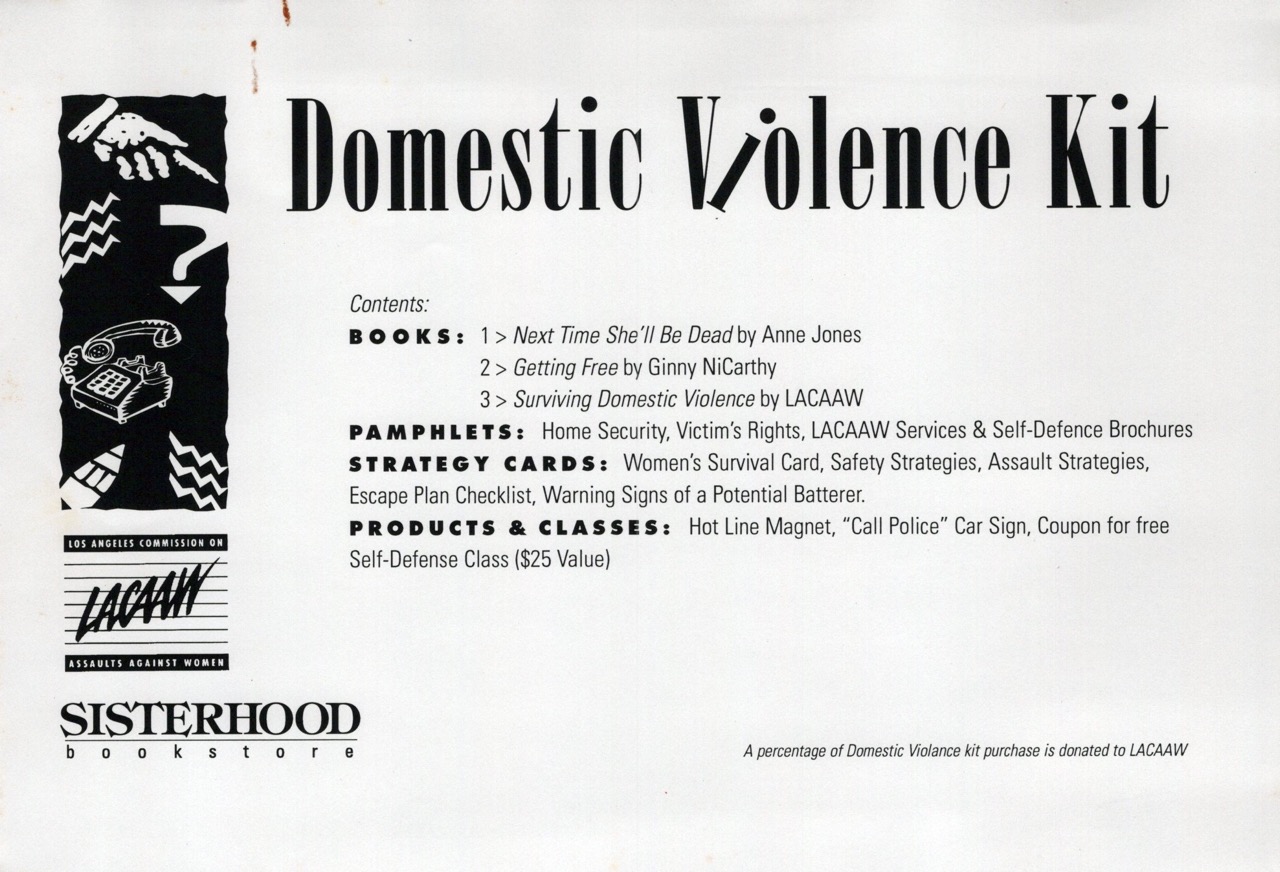 Domestic Violence Kit
?
Contents:
BOOKS: 1 > Next Time She'll Be Dead by Anne Jones
2 > Getting Free by Ginny NiCarthy
3 > Surviving Domestic Violence by LACAAW
PAMPHLETS: Home Security, Victim's Rights, LACAAW Services & Self-Defence Brochures
STRATEGY CARDS: Women's Survival Card, Safety Strategies, Assault Strategies,
Escape Plan Checklist, Warning Signs of a Potential Batterer.
PRODUCTS & CLASSES: Hot Line Magnet, “Call Police” Car Sign, Coupon for free
Self-Defense Class ($25 Value)
LOS ANGELES COMMISSION ON
LACAAW
ASSAULTS AGAINST WOMEN
SISTERHOOD
bookstore
A percentage of Domestic Violance kit purchase is donated to LACAAW